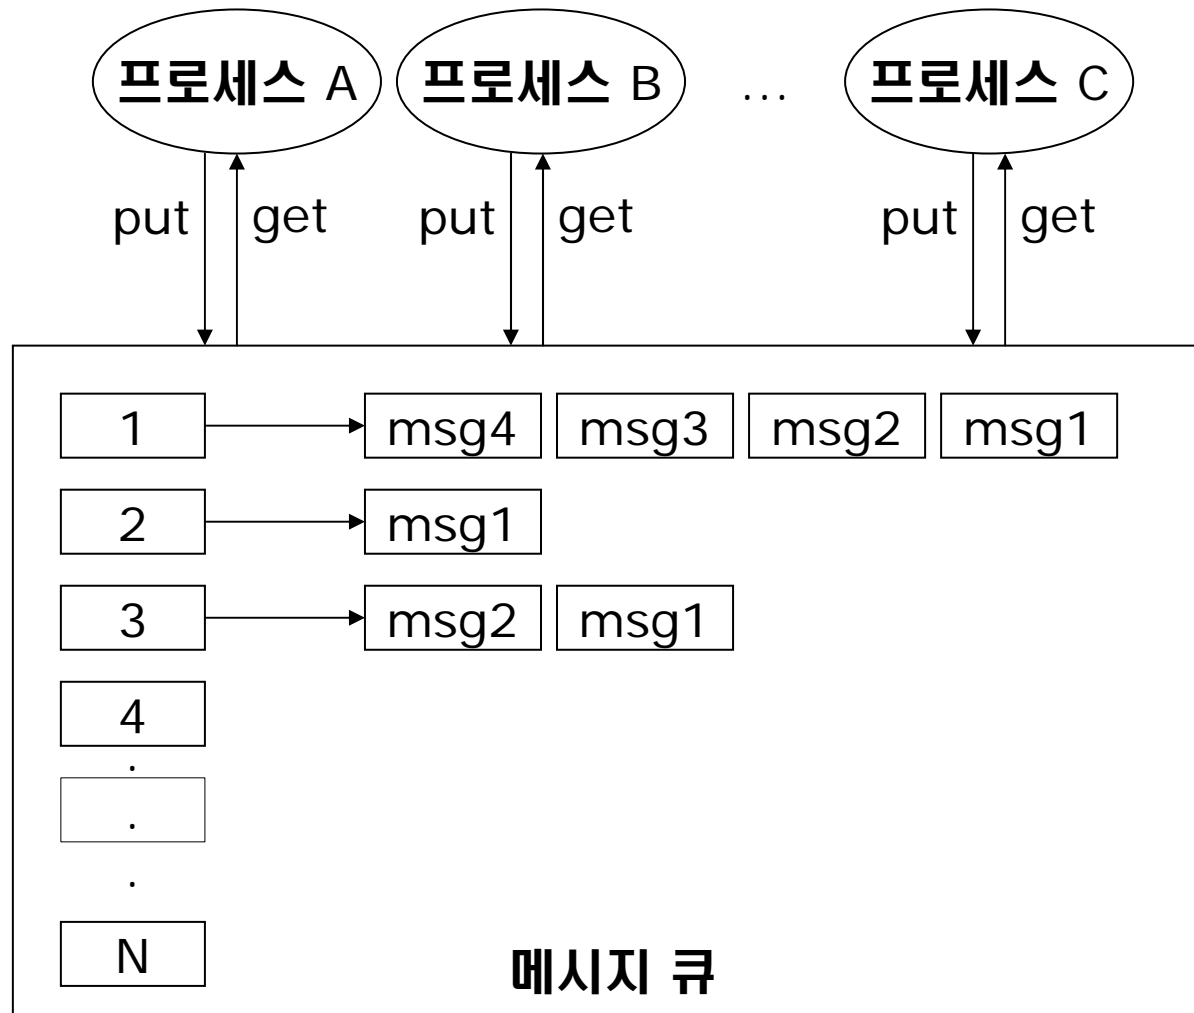 프로세스 A 프로세스 B ... 프로세스 C
put get put get put get
1 msg4 msg3 msg2 msg1
2 msg1
3 msg2 msg1
4
.
.
.
N
메시지 큐